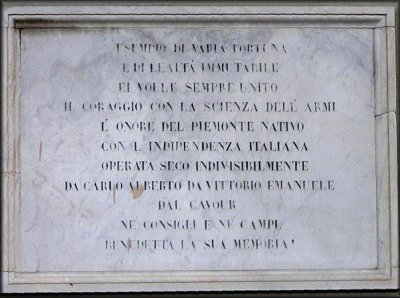 ESEMPIO DI VARIA FORTUNA
E DI LEALTÀ IMMUTABILE
EI VOLLE SEMPRE UNITO
IL CORAGGIO CON LA SCIENZA DELÉ ARMI
É ONORE DEL PIEMONTE NATIVO
CON L INDIPENDENZA ITALIANA
OPERATA SECO INDIVISIBILMENTE
DA CARLO ALBERTO DA VITTORIO EMANUELE
DAL CAVOUR
NE CONSIGLI E NE CAMPI,
BENEDETTA LA SUA MEMORIA!